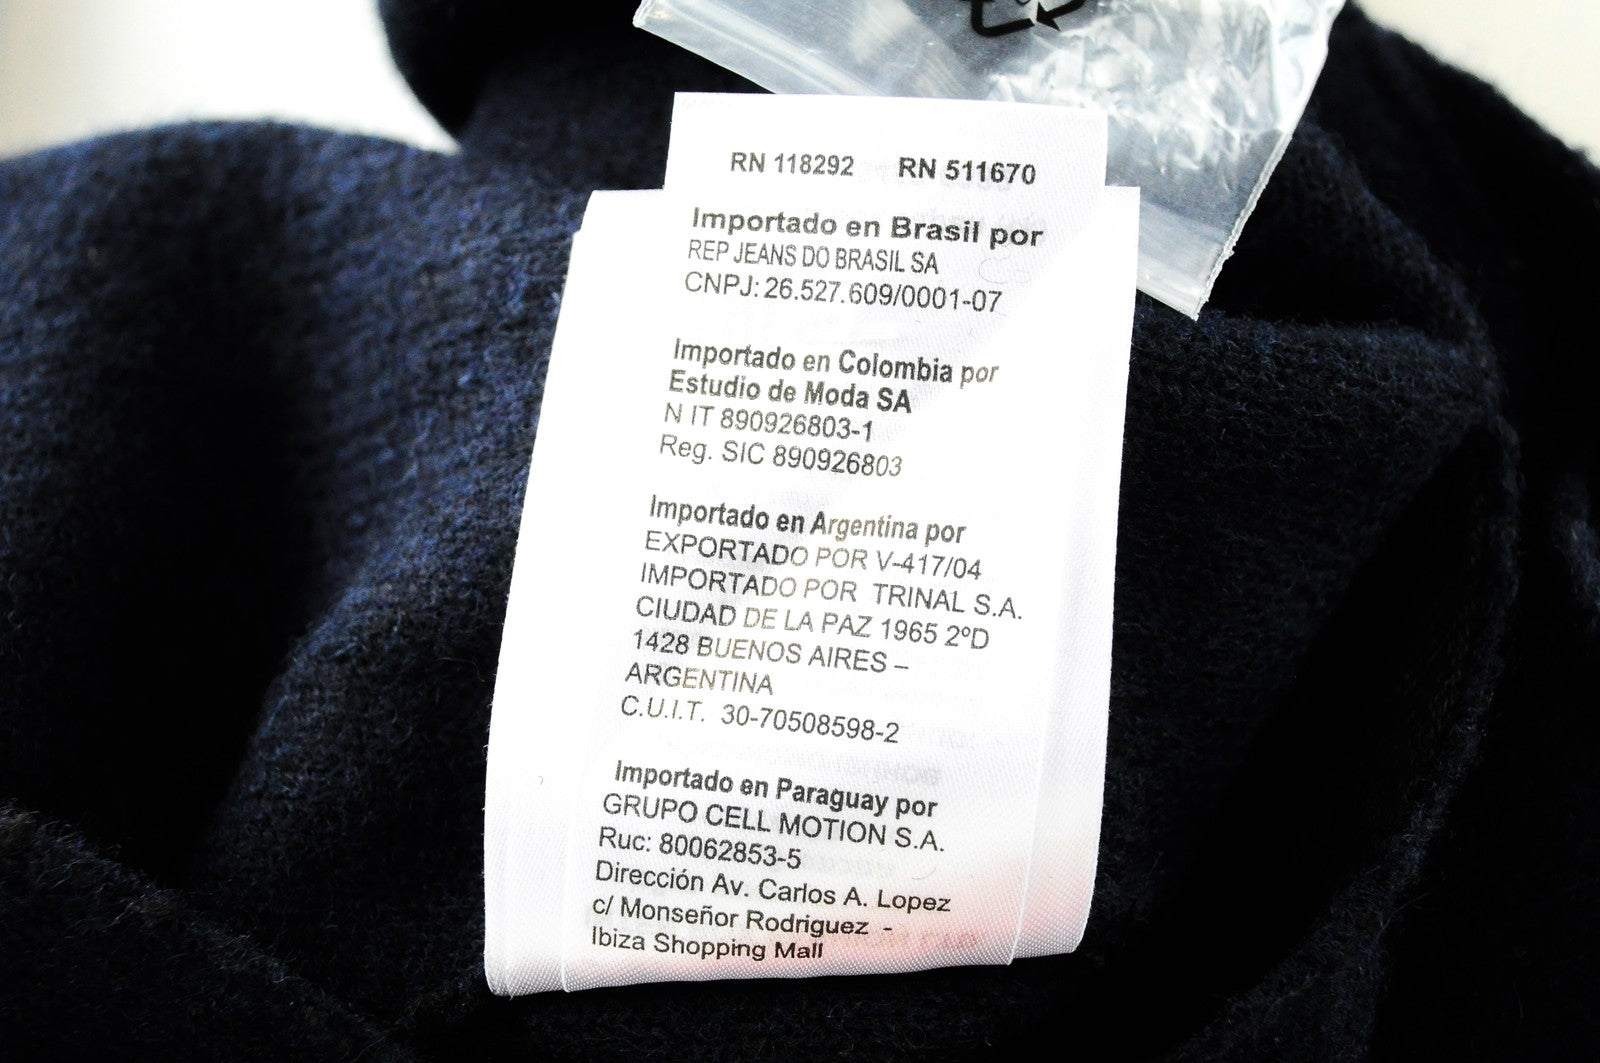 RN 118292 RN 511670
Importado en Brasil por
REP JEANS DO BRASIL SA
CNPJ: 26.527.609/0001-07
Importado en Colombia por
Estudio de Moda SA
N IT 890926803-1
Reg. SIC 890926803
Importado en Argentina por
EXPORTADO POR V-417/04
IMPORTADO POR TRINAL S.A.
CIUDAD DE LA PAZ 1965 2ºD
1428 BUENOS AIRES –
ARGENTINA
C.U.I.T. 30-70508598-2
Importado en Paraguay por
GRUPO CELL MOTION S.A.
Ruc: 80062853-5
Dirección Av. Carlos A. Lopez
c/ Monseñor Rodriguez -
Ibiza Shopping Mall